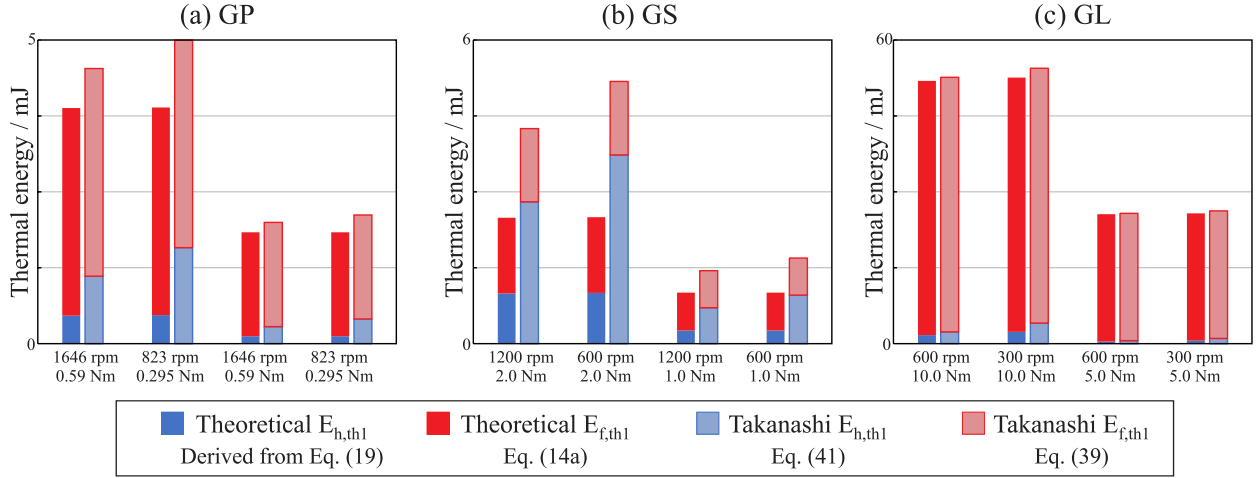 (a) GP
(b) GS
(c) GL
Thermal energy / mJ
5
0
1646 rpm 823 rpm 1646 rpm 823 rpm
0.59 Nm 0.295 Nm 0.59 Nm 0.295 Nm
Thermal energy / mJ
6
0
1200 rpm 600 rpm 1200 rpm 600 rpm
2.0 Nm 2.0 Nm 1.0 Nm 1.0 Nm
Thermal energy / mJ
60
0
600 rpm 300 rpm 600 rpm 300 rpm
10.0 Nm 10.0 Nm 5.0 Nm 5.0 Nm
Theoretical E_h,th1
Derived from Eq. (19)
Theoretical E_f,th1
Eq. (14a)
Takanashi E_h,th1
Eq. (41)
Takanashi E_f,th1
Eq. (39)